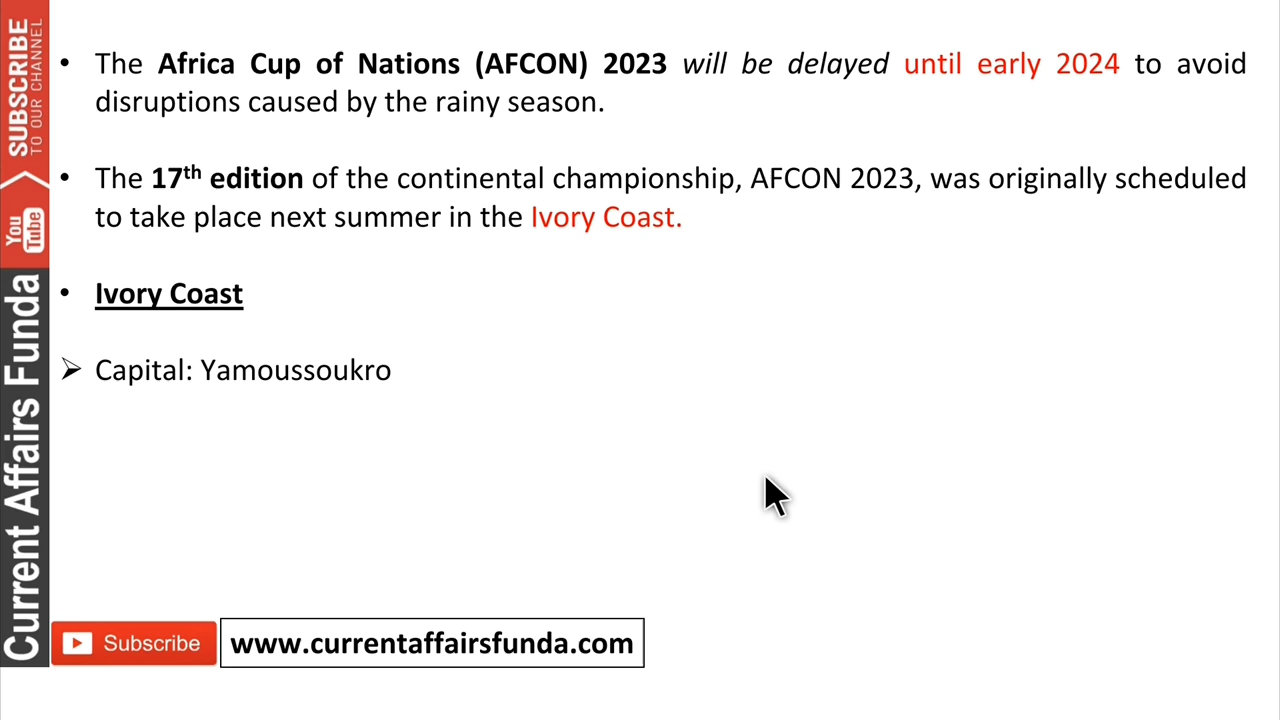 SUBSCRIBE
TO OUR CHANNEL
You
Tube
Current Affairs Funda
• The Africa Cup of Nations (AFCON) 2023 will be delayed until early 2024 to avoid
disruptions caused by the rainy season.
• The 17th edition of the continental championship, AFCON 2023, was originally scheduled
to take place next summer in the Ivory Coast.
• Ivory Coast
➢ Capital: Yamoussoukro
Subscribe
www.currentaffairsfunda.com